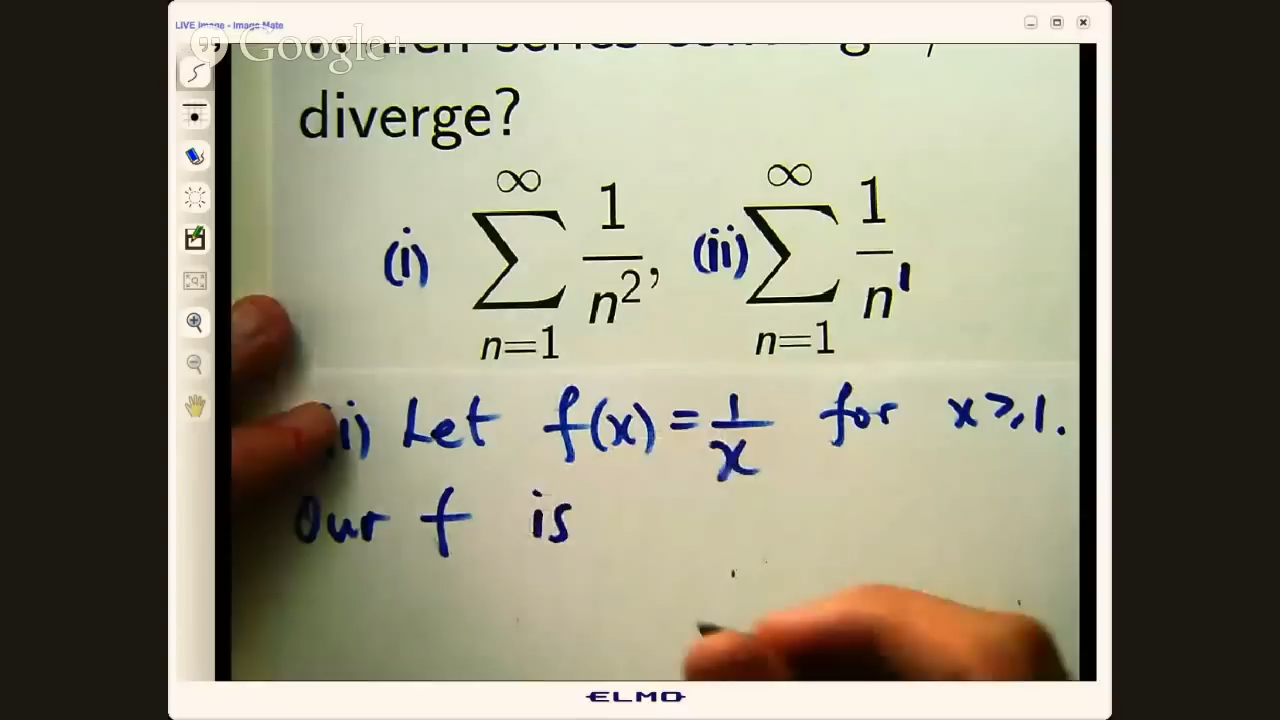 LIVE Image - Image Mate
Google+
series
diverge?
(i) ∑_{n=1}^{∞} 1/n², (ii) ∑_{n=1}^{∞} 1/n¹
i) Let f(x) = 1/x for x ⩾ 1.
Our f is
ELMO